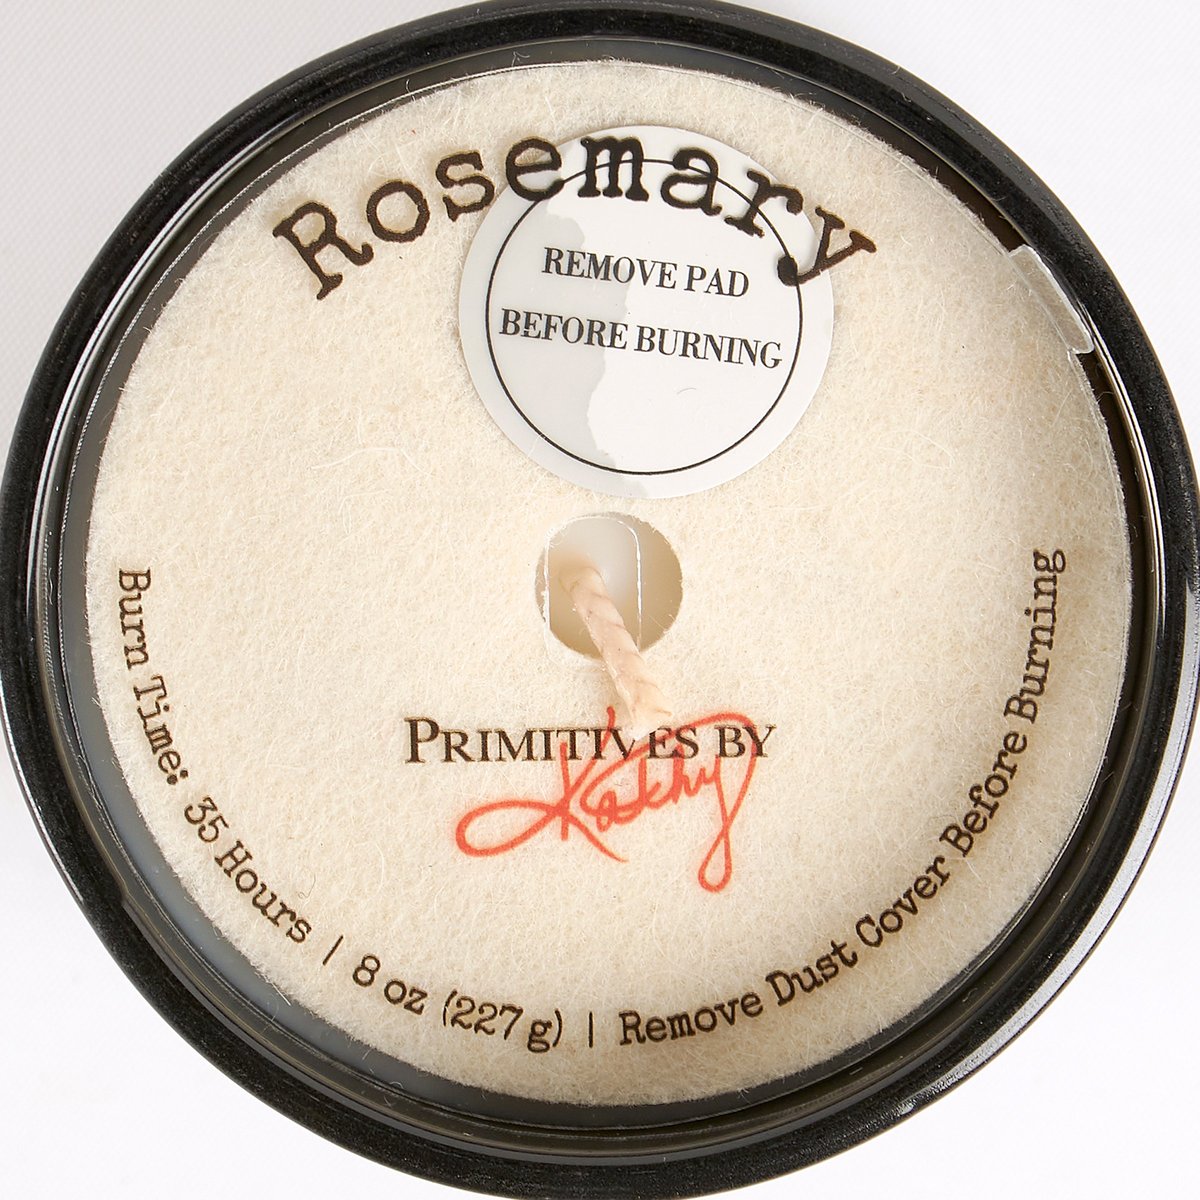 Rosemary
REMOVE PAD
BEFORE BURNING
PRIMITIVES BY
Kathy
Burn Time: 35 Hours | 8 oz (227 g) | Remove Dust Cover Before Burning